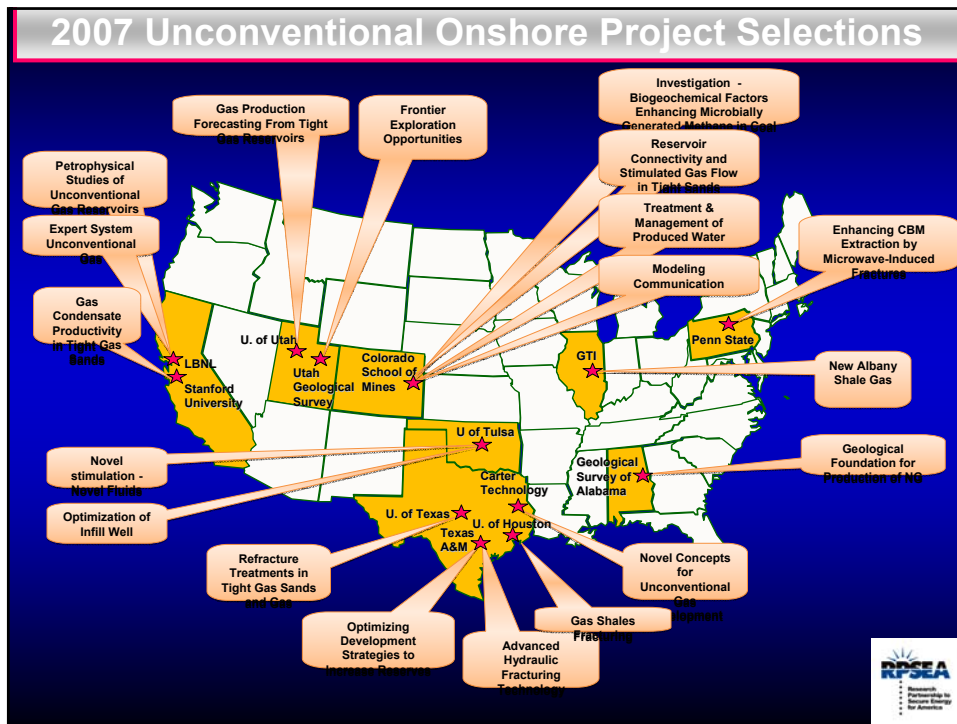 2007 Unconventional Onshore Project Selections
Investigation -
Biogeochemical Factors
Enhancing Microbially
Generated Methane in Coal
Gas Production
Forecasting From Tight
Gas Reservoirs
Frontier
Exploration
Opportunities
Reservoir
Connectivity and
Stimulated Gas Flow
in Tight Sands
Petrophysical
Studies of
Unconventional
Gas Reservoirs
Treatment &
Management of
Produced Water
Expert System
Unconventional
Gas
Enhancing CBM
Extraction by
Microwave-Induced
Fractures
Modeling
Communication
Gas
Condensate
Productivity
in Tight Gas
Sands
U. of Utah
Penn State
LBNL
Stanford
University
Utah
Geological
Survey
Colorado
School of
Mines
GTI
New Albany
Shale Gas
U of Tulsa
Novel
stimulation -
Novel Fluids
Geological
Survey of
Alabama
Geological
Foundation for
Production of NG
Carter
Technology
Optimization of
Infill Well
U. of Texas
U. of Houston
Texas
A&M
Refracture
Treatments in
Tight Gas Sands
and Gas
Novel Concepts
for
Unconventional
Gas
Optimizing
Development
Strategies to
Increase Reserves
Gas Shales
Fracturing
Advanced
Hydraulic
Fracturing
Technology
RPSEA
Research
Partnership to
Secure Energy
for America